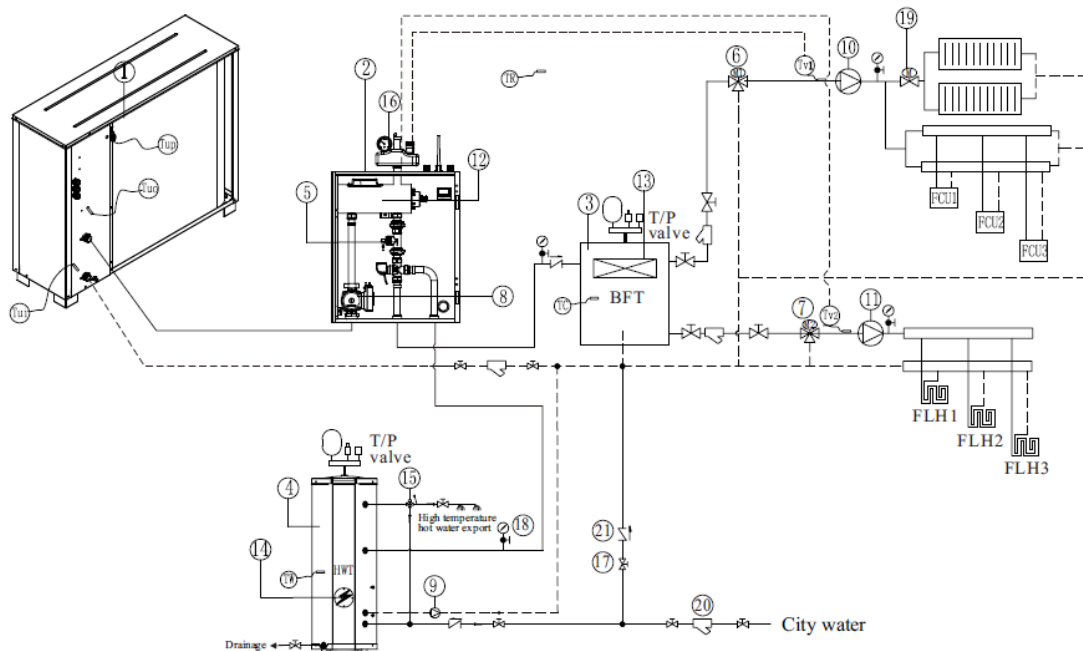 1
2
16
TR
6
Tv1
10
19
Tup
Tuo
Tui
5
12
8
3
13
T/P
valve
BFT
TC
FCU1
FCU2
FCU3
7
Tv2
11
FLH1
FLH2
FLH3
T/P
valve
4
15
High temperature
hot water export
18
14
TW
HWT
9
21
17
20
City water
Drainage